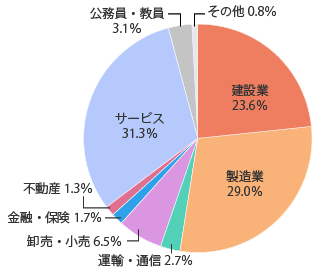 公務員・教員
3.1%
その他 0.8%
建設業
23.6%
サービス
31.3%
製造業
29.0%
不動産 1.3%
金融・保険 1.7%
卸売・小売 6.5%
運輸・通信 2.7%